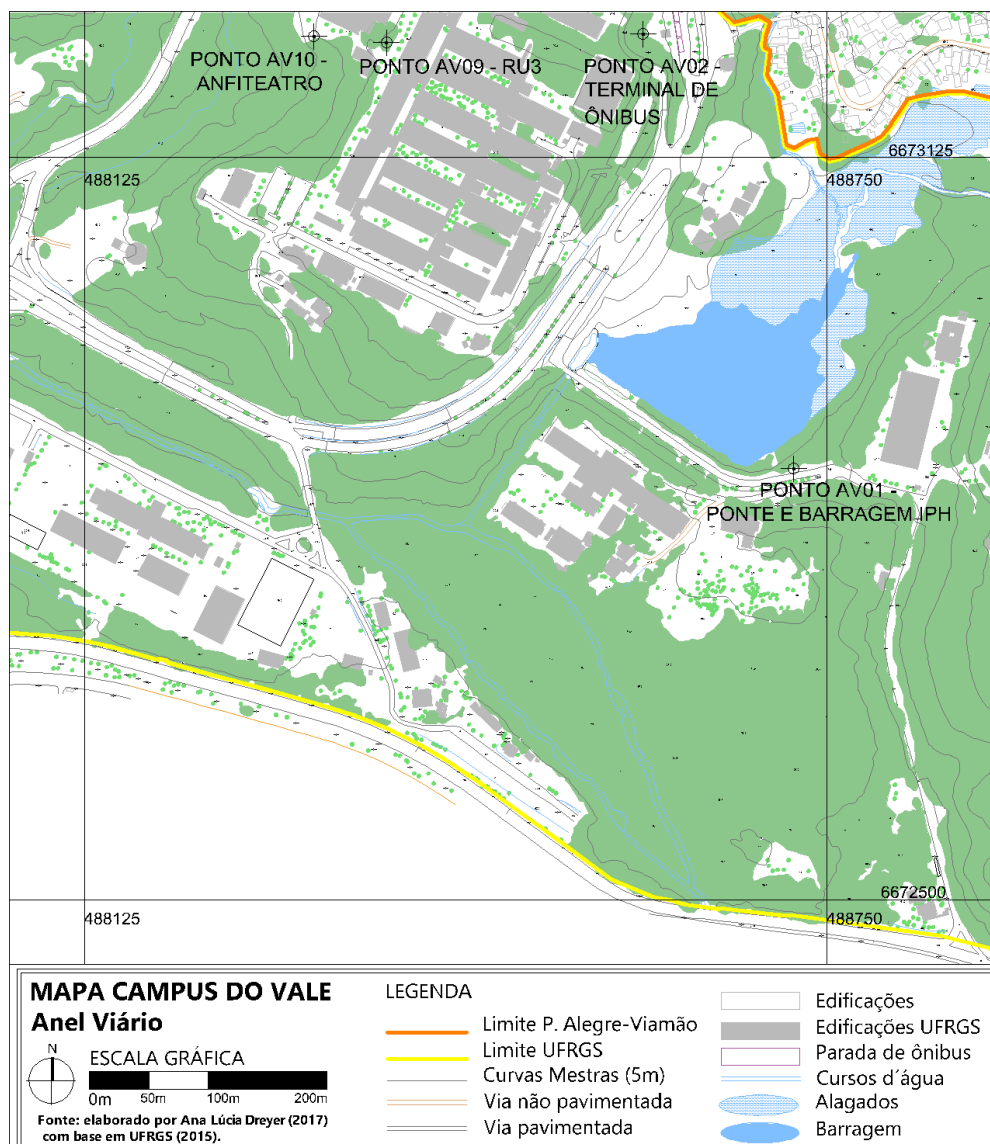 PONTO AV10 -
ANFITEATRO
PONTO AV09 - RU3
PONTO AV02 -
TERMINAL DE
ÔNIBUS
6673125
488125
488750
PONTO AV01 -
PONTE E BARRAGEM IPH
6672500
488125
488750
MAPA CAMPUS DO VALE
Anel Viário
N
ESCALA GRÁFICA
0m 50m 100m 200m
Fonte: elaborado por Ana Lúcia Dreyer (2017)
com base em UFRGS (2015).
LEGENDA
Limite P. Alegre-Viamão
Limite UFRGS
Curvas Mestras (5m)
Via não pavimentada
Via pavimentada
Edificações
Edificações UFRGS
Parada de ônibus
Cursos d´água
Alagados
Barragem